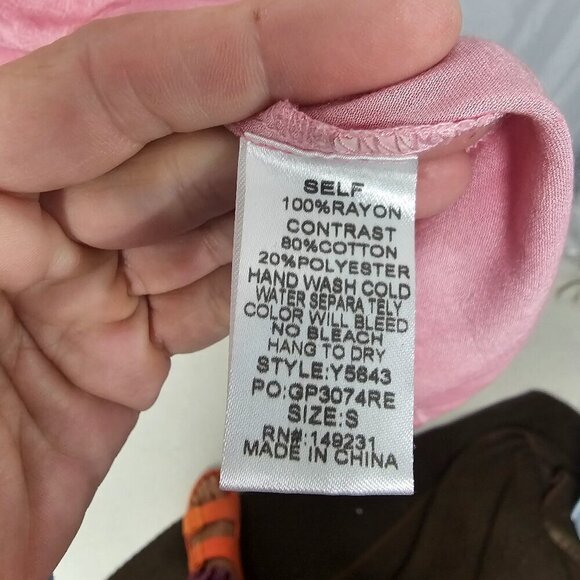 SELF
100%RAYON
CONTRAST
80%COTTON
20%POLYESTER
HAND WASH COLD
WATER SEPARA TELY
COLOR WILL BLEED
NO BLEACH
HANG TO DRY
STYLE:Y5643
PO:GP3074RE
SIZE:S
RN#:149231
MADE IN CHINA